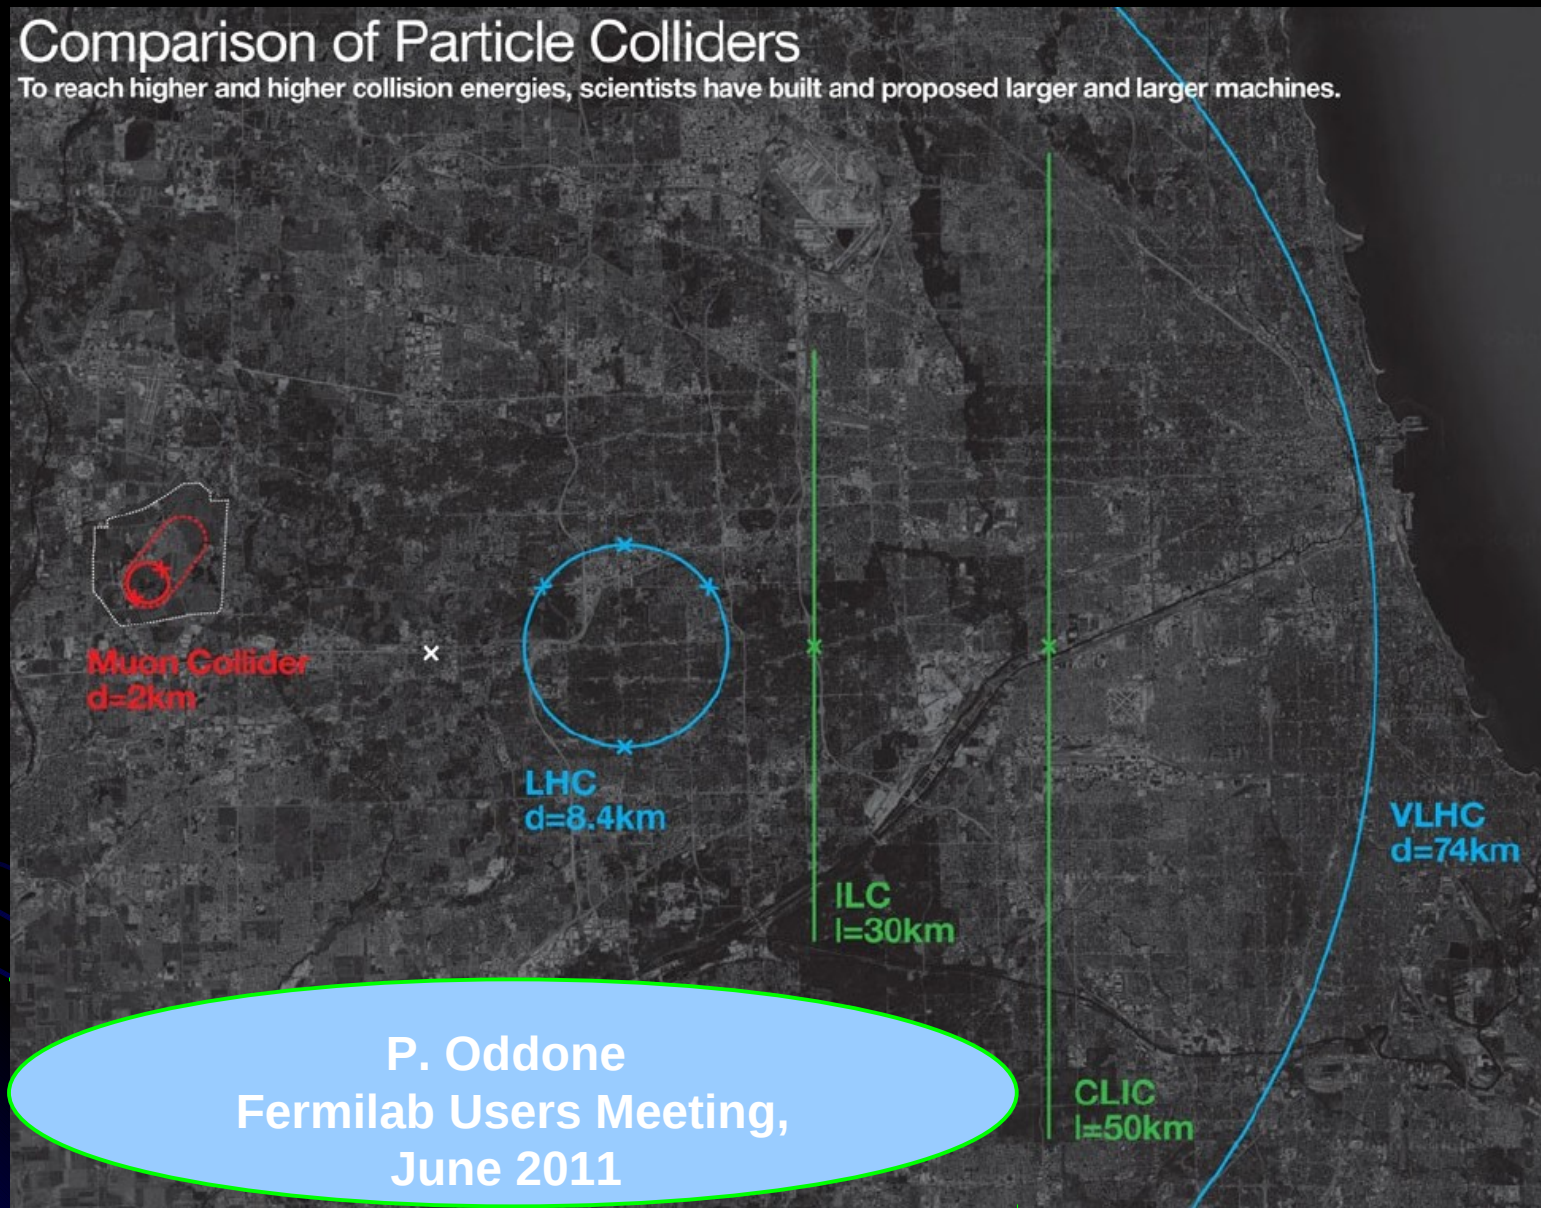 Comparison of Particle Colliders
To reach higher and higher collision energies, scientists have built and proposed larger and larger machines.
Muon Collider
d=2km
LHC
d=8.4km
VLHC
d=74km
ILC
l=30km
CLIC
l=50km
P. Oddone
Fermilab Users Meeting,
June 2011